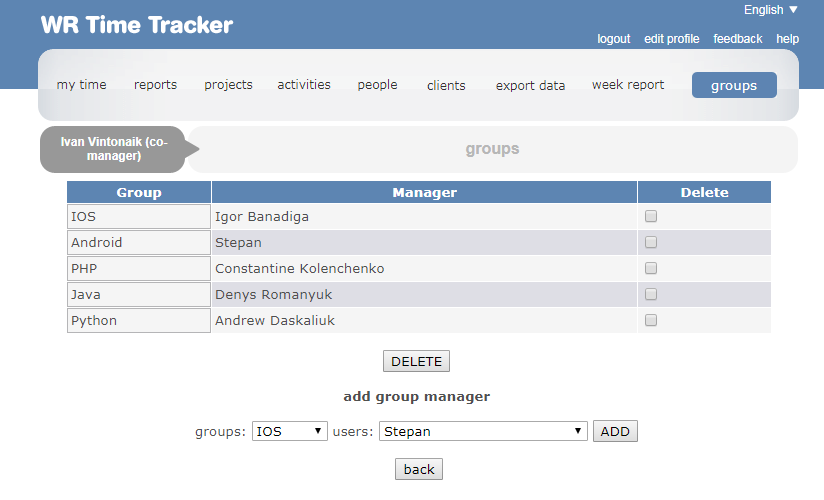 English
WR Time Tracker
logout edit profile feedback help
my time reports projects activities people clients export data week report groups
Ivan Vintonaik (co-
manager)
groups
Group Manager Delete
IOS Igor Banadiga
Android Stepan
PHP Constantine Kolenchenko
Java Denys Romanyuk
Python Andrew Daskaliuk
DELETE
add group manager
groups: IOS users: Stepan ADD
back